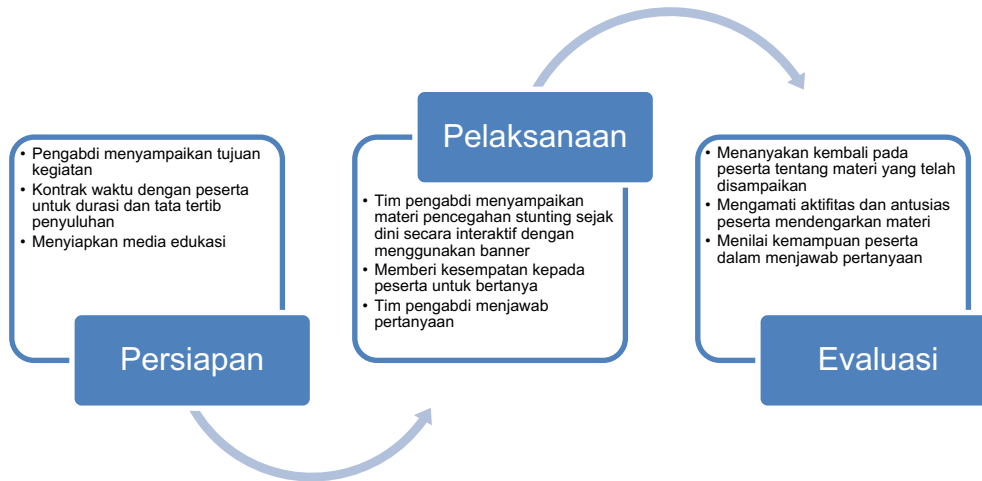 • Pengabdi menyampaikan tujuan
kegiatan
• Kontrak waktu dengan peserta
untuk durasi dan tata tertib
penyuluhan
• Menyiapkan media edukasi
Persiapan
Pelaksanaan
• Tim pengabdi menyampaikan
materi pencegahan stunting sejak
dini secara interaktif dengan
menggunakan banner
• Memberi kesempatan kepada
peserta untuk bertanya
• Tim pengabdi menjawab
pertanyaan
• Menanyakan kembali pada
peserta tentang materi yang telah
disampaikan
• Mengamati aktifitas dan antusias
peserta mendengarkan materi
• Menilai kemampuan peserta
dalam menjawab pertanyaan
Evaluasi